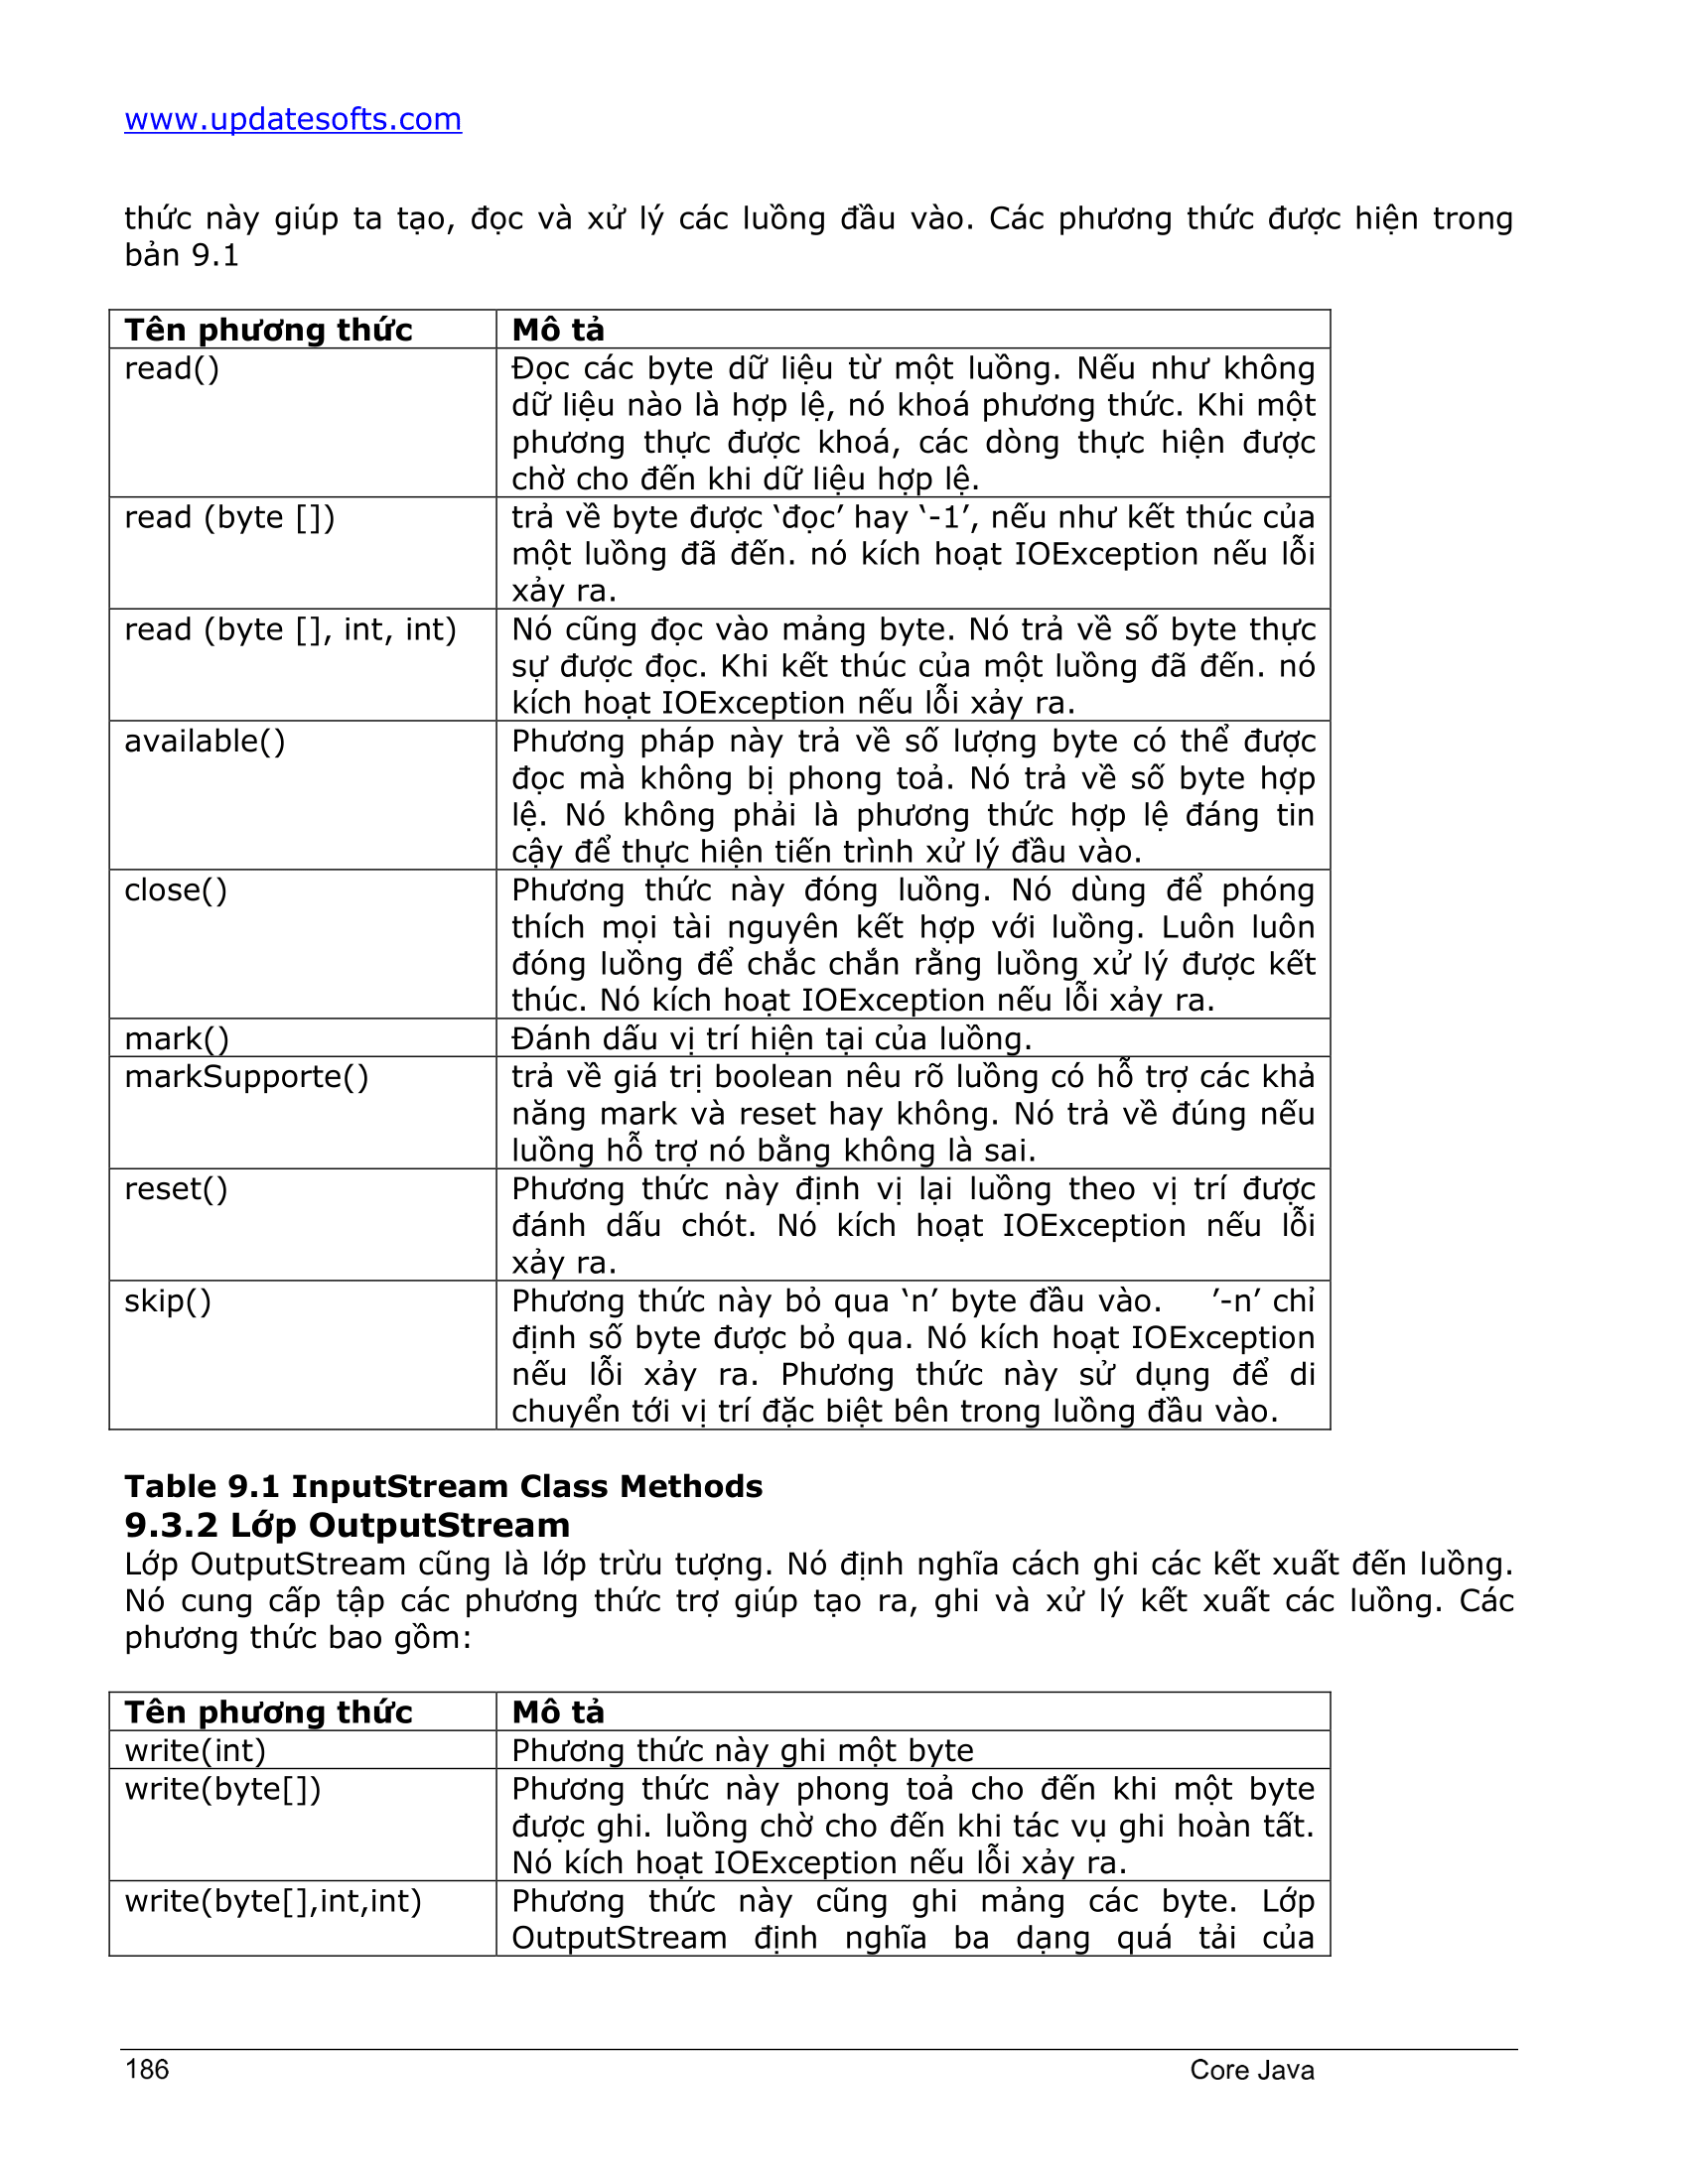 www.updatesofts.com
thức này giúp ta tạo, đọc và xử lý các luồng đầu vào. Các phương thức được hiện trong
bản 9.1
Tên phương thức
Mô tả
read()
Đọc các byte dữ liệu từ một luồng. Nếu như không
dữ liệu nào là hợp lệ, nó khoá phương thức. Khi một
phương thực được khoá, các dòng thực hiện được
chờ cho đến khi dữ liệu hợp lệ.
read (byte [])
trả về byte được ‘đọc’ hay ‘-1’, nếu như kết thúc của
một luồng đã đến. nó kích hoạt IOException nếu lỗi
xảy ra.
read (byte [], int, int)
Nó cũng đọc vào mảng byte. Nó trả về số byte thực
sự được đọc. Khi kết thúc của một luồng đã đến. nó
kích hoạt IOException nếu lỗi xảy ra.
available()
Phương pháp này trả về số lượng byte có thể được
đọc mà không bị phong toả. Nó trả về số byte hợp
lệ. Nó không phải là phương thức hợp lệ đáng tin
cậy để thực hiện tiến trình xử lý đầu vào.
close()
Phương thức này đóng luồng. Nó dùng để phóng
thích mọi tài nguyên kết hợp với luồng. Luôn luôn
đóng luồng để chắc chắn rằng luồng xử lý được kết
thúc. Nó kích hoạt IOException nếu lỗi xảy ra.
mark()
Đánh dấu vị trí hiện tại của luồng.
markSupporte()
trả về giá trị boolean nêu rõ luồng có hỗ trợ các khả
năng mark và reset hay không. Nó trả về đúng nếu
luồng hỗ trợ nó bằng không là sai.
reset()
Phương thức này định vị lại luồng theo vị trí được
đánh dấu chót. Nó kích hoạt IOException nếu lỗi
xảy ra.
skip()
Phương thức này bỏ qua ‘n’ byte đầu vào. ’-n’ chỉ
định số byte được bỏ qua. Nó kích hoạt IOException
nếu lỗi xảy ra. Phương thức này sử dụng để di
chuyển tới vị trí đặc biệt bên trong luồng đầu vào.
Table 9.1 InputStream Class Methods
9.3.2 Lớp OutputStream
Lớp OutputStream cũng là lớp trừu tượng. Nó định nghĩa cách ghi các kết xuất đến luồng.
Nó cung cấp tập các phương thức trợ giúp tạo ra, ghi và xử lý kết xuất các luồng. Các
phương thức bao gồm:
Tên phương thức
Mô tả
write(int)
Phương thức này ghi một byte
write(byte[])
Phương thức này phong toả cho đến khi một byte
được ghi. luồng chờ cho đến khi tác vụ ghi hoàn tất.
Nó kích hoạt IOException nếu lỗi xảy ra.
write(byte[],int,int)
Phương thức này cũng ghi mảng các byte. Lớp
OutputStream định nghĩa ba dạng quá tải của
186
Core Java